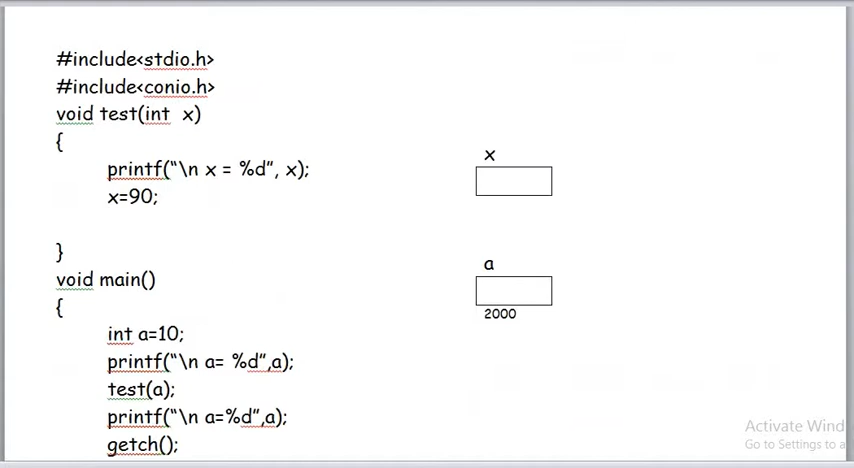 #include<stdio.h>
#include<conio.h>
void test(int x)
{
printf(“\n x = %d”, x);
x=90;
}
void main()
{
int a=10;
printf(“\n a= %d”,a);
test(a);
printf(“\n a=%d”,a);
getch();
x
a
2000
Activate Wind
Go to Settings to a